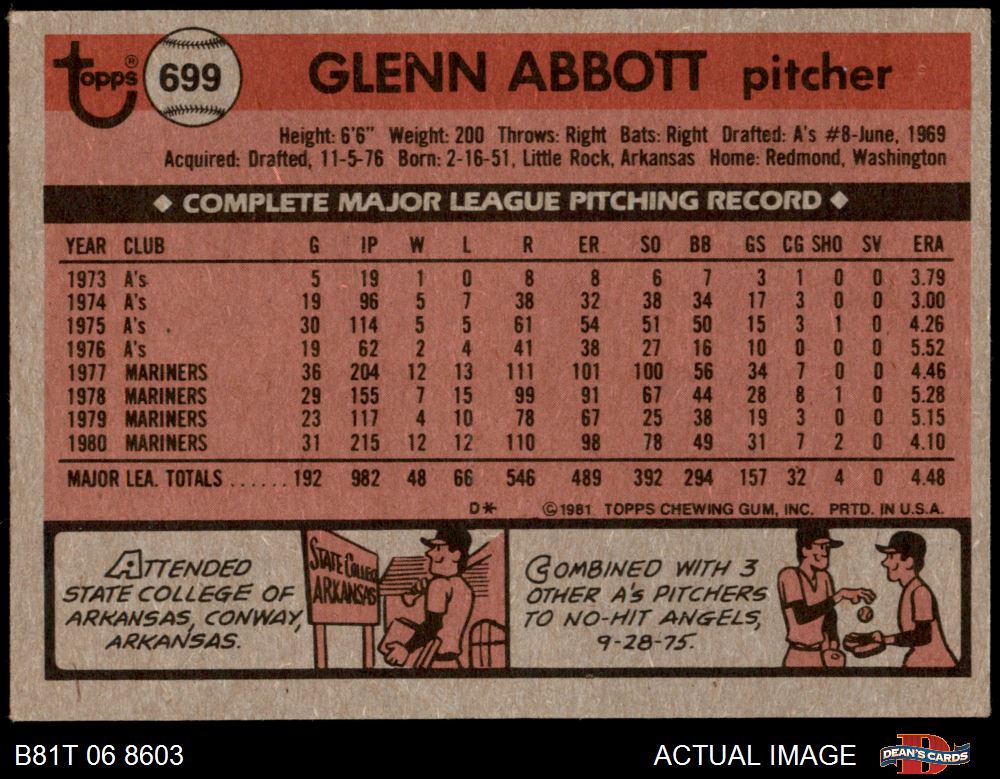 Topps® 699 GLENN ABBOTT pitcher
Height: 6'6" Weight: 200 Throws: Right Bats: Right Drafted: A's #8-June, 1969
Acquired: Drafted, 11-5-76 Born: 2-16-51, Little Rock, Arkansas Home: Redmond, Washington
◆ COMPLETE MAJOR LEAGUE PITCHING RECORD ◆
YEAR CLUB G IP W L R ER SO BB GS CG SHO SV ERA
1973 A's 5 19 1 0 8 8 6 7 3 1 0 0 3.79
1974 A's 19 96 5 7 38 32 38 34 17 3 0 0 3.00
1975 A's 30 114 5 5 61 54 51 50 15 3 1 0 4.26
1976 A's 19 62 2 4 41 38 27 16 10 0 0 0 5.52
1977 MARINERS 36 204 12 13 111 101 100 56 34 7 0 0 4.46
1978 MARINERS 29 155 7 15 99 91 67 44 28 8 1 0 5.28
1979 MARINERS 23 117 4 10 78 67 25 38 19 3 0 0 5.15
1980 MARINERS 31 215 12 12 110 98 78 49 31 7 2 0 4.10
MAJOR LEA. TOTALS ...... 192 982 48 66 546 489 392 294 157 32 4 0 4.48
D* ©1981 TOPPS CHEWING GUM, INC. PRTD. IN U.S.A.
ATTENDED
STATE COLLEGE OF
ARKANSAS, CONWAY,
ARKANSAS.
STATE COLLEGE
ARKANSAS
COMBINED WITH 3
OTHER A's PITCHERS
TO NO-HIT ANGELS,
9-28-75.
B81T 06 8603 ACTUAL IMAGE DEAN'S CARDS